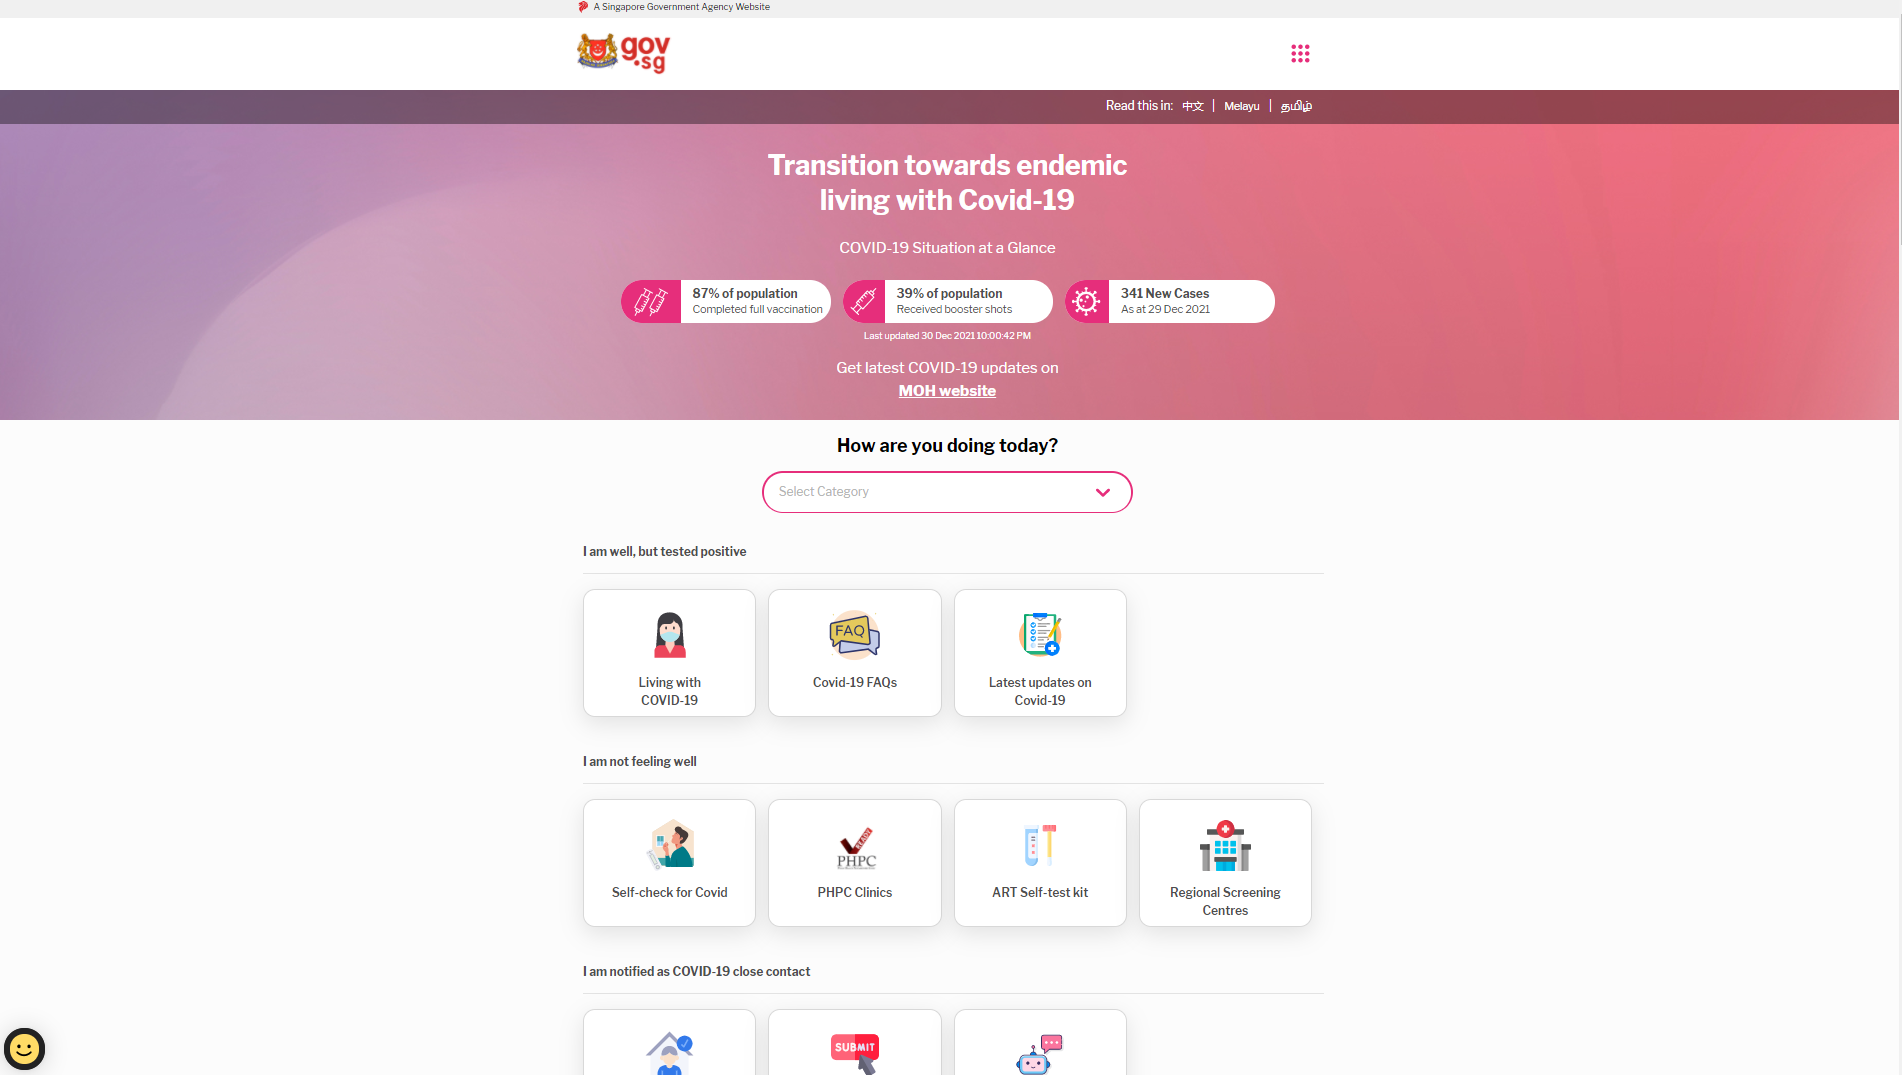 A Singapore Government Agency Website
gov
.sg
Read this in: 中文 | Melayu | தமிழ்
Transition towards endemic
living with Covid-19
COVID-19 Situation at a Glance
87% of population
Completed full vaccination
39% of population
Received booster shots
341 New Cases
As at 29 Dec 2021
Last updated 30 Dec 2021 10:00:42 PM
Get latest COVID-19 updates on
MOH website
How are you doing today?
Select Category
I am well, but tested positive
FAQ
Living with
COVID-19
Covid-19 FAQs
Latest updates on
Covid-19
I am not feeling well
READY
PHPC
Self-check for Covid
PHPC Clinics
ART Self-test kit
Regional Screening
Centres
I am notified as COVID-19 close contact
SUBMIT